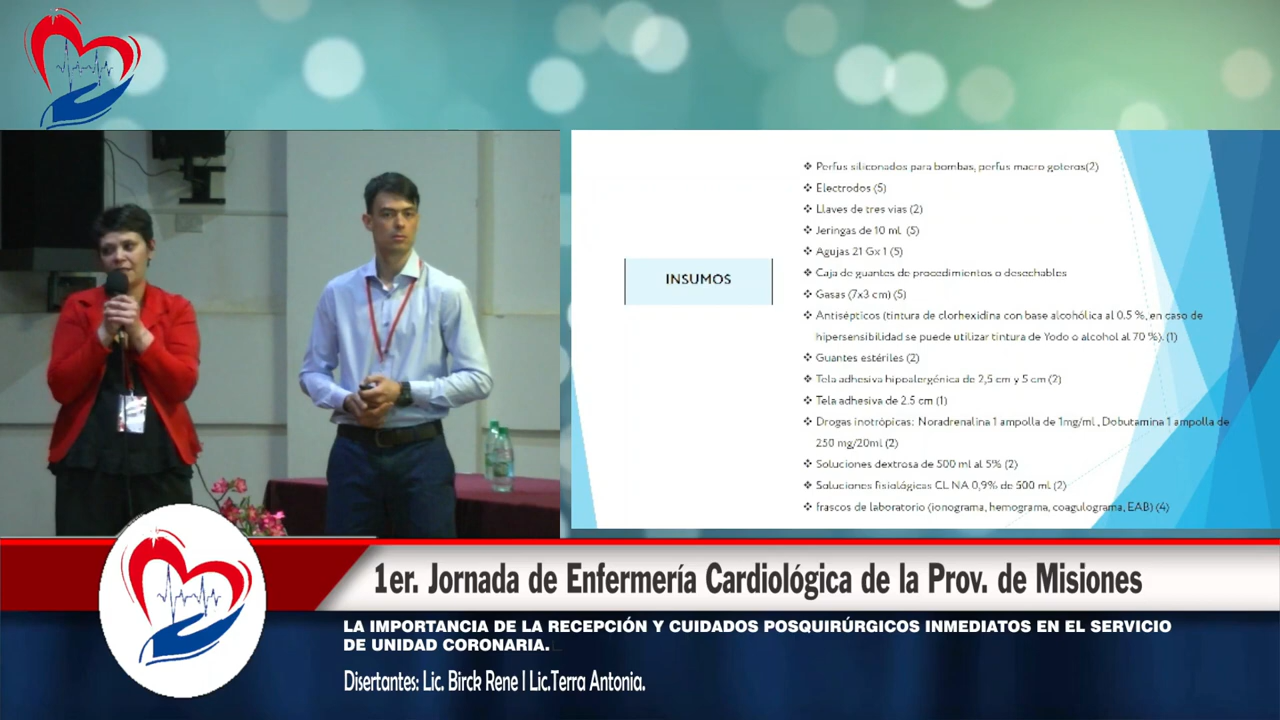 INSUMOS
❖ Perfus siliconados para bombas, perfus macro goteros(2)
❖ Electrodos (5)
❖ Llaves de tres vias (2)
❖ Jeringas de 10 ml (5)
❖ Agujas 21 Gx 1 (5)
❖ Caja de guantes de procedimientos o desechables
❖ Gasas (7x3 cm) (5)
❖ Antisépticos (tintura de clorhexidina con base alcohólica al 0.5 %, en caso de
hipersensibilidad se puede utilizar tintura de Yodo o alcohol al 70 %). (1)
❖ Guantes estériles (2)
❖ Tela adhesiva hipoalergénica de 2,5 cm y 5 cm (2)
❖ Tela adhesiva de 2.5 cm (1)
❖ Drogas inotrópicas: Noradrenalina 1 ampolla de 1mg/ml , Dobutamina 1 ampolla de
250 mg/20ml (2)
❖ Soluciones dextrosa de 500 ml al 5% (2)
❖ Soluciones fisiológicas CL NA 0,9% de 500 ml (2)
❖ frascos de laboratorio (ionograma, hemograma, coagulograma, EAB) (4)
1er. Jornada de Enfermería Cardiológica de la Prov. de Misiones
LA IMPORTANCIA DE LA RECEPCIÓN Y CUIDADOS POSQUIRÚRGICOS INMEDIATOS EN EL SERVICIO
DE UNIDAD CORONARIA.
Disertantes: Lic. Birck Rene I Lic.Terra Antonia.